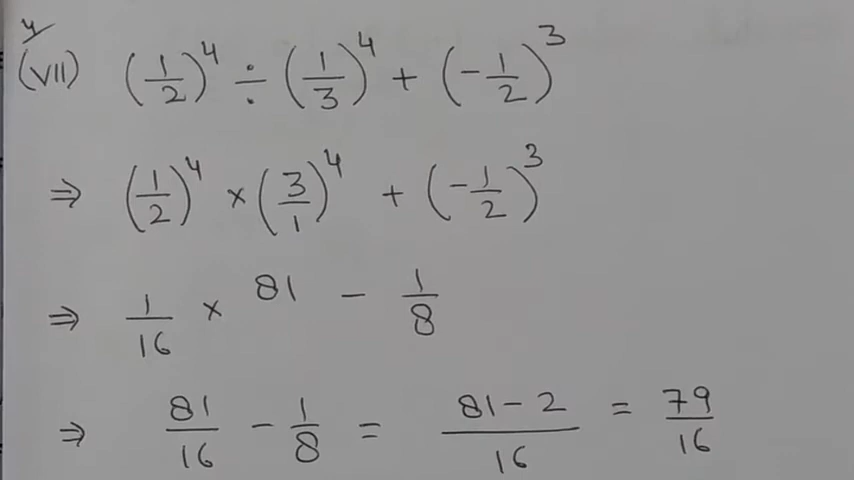 4
(VII) (1/2)^4 ÷ (1/3)^4 + (-1/2)^3
⇒ (1/2)^4 × (3/1)^4 + (-1/2)^3
⇒ 1/16 × 81 - 1/8
⇒ 81/16 - 1/8 = 81-2/16 = 79/16